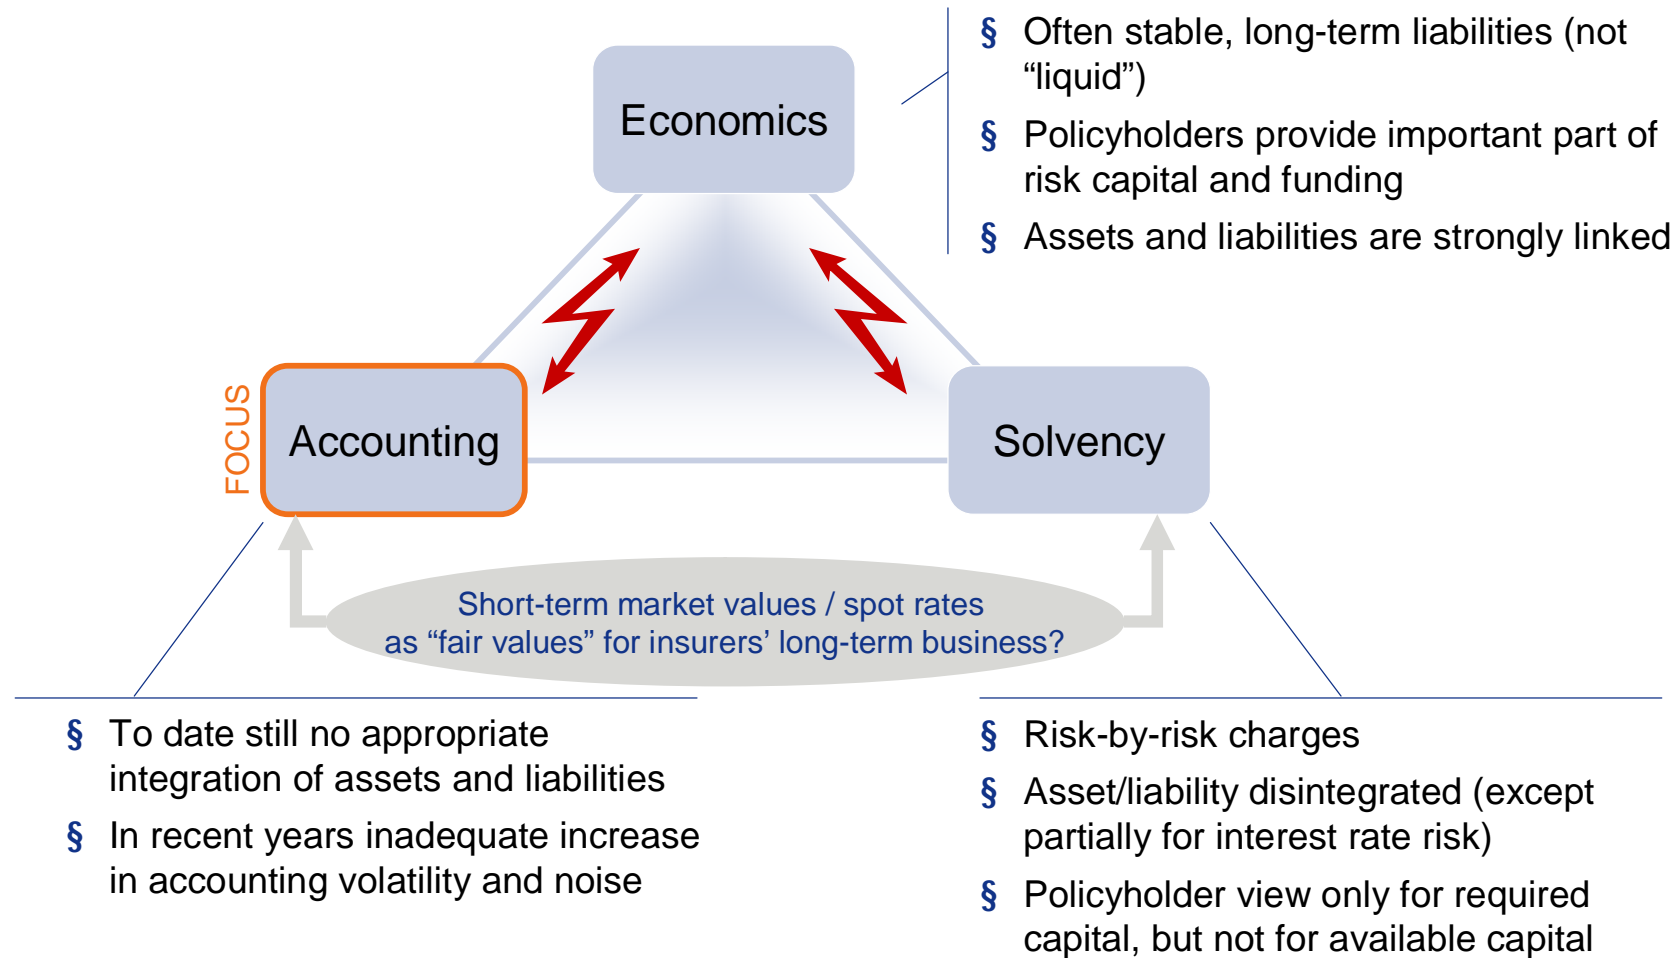 Economics
§ Often stable, long-term liabilities (not
“liquid”)
§ Policyholders provide important part of
risk capital and funding
§ Assets and liabilities are strongly linked
FOCUS
Accounting
Solvency
Short-term market values / spot rates
as “fair values” for insurers’ long-term business?
§ To date still no appropriate
integration of assets and liabilities
§ In recent years inadequate increase
in accounting volatility and noise
§ Risk-by-risk charges
§ Asset/liability disintegrated (except
partially for interest rate risk)
§ Policyholder view only for required
capital, but not for available capital